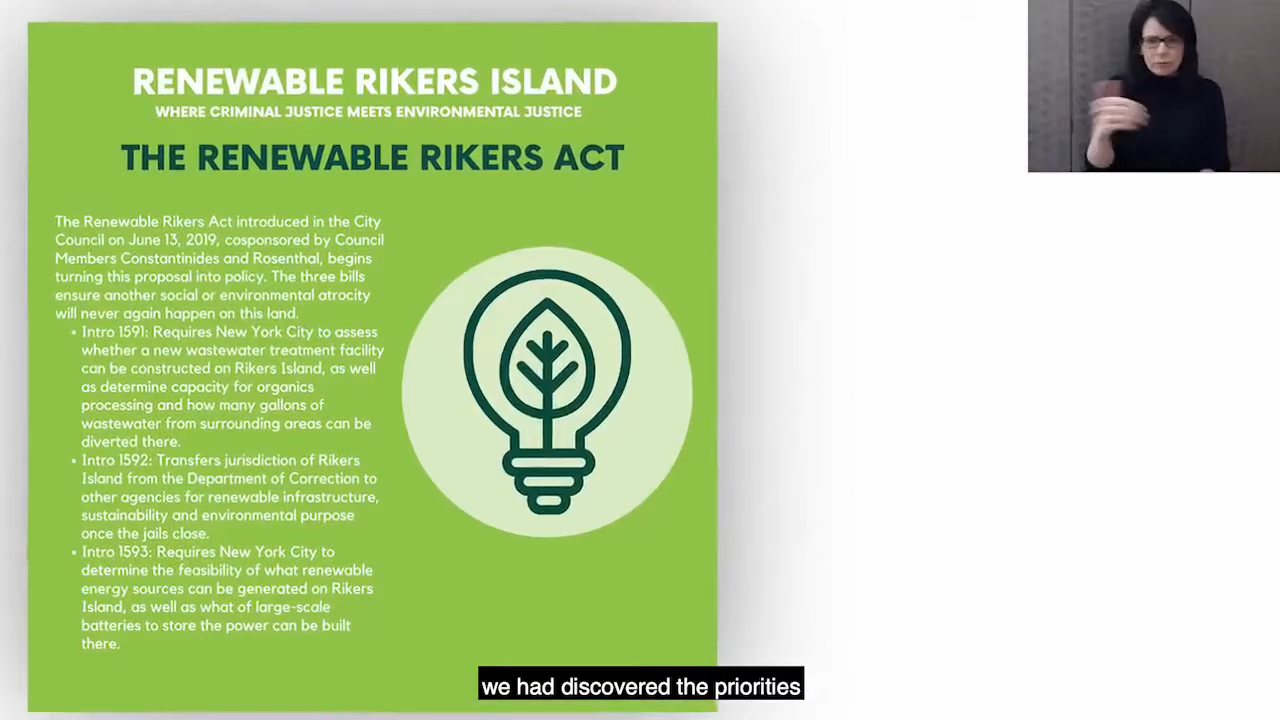 RENEWABLE RIKERS ISLAND
WHERE CRIMINAL JUSTICE MEETS ENVIRONMENTAL JUSTICE
THE RENEWABLE RIKERS ACT
The Renewable Rikers Act introduced in the City
Council on June 13, 2019, cosponsored by Council
Members Constantinides and Rosenthal, begins
turning this proposal into policy. The three bills
ensure another social or environmental atrocity
will never again happen on this land.
• Intro 1591: Requires New York City to assess
whether a new wastewater treatment facility
can be constructed on Rikers Island, as well
as determine capacity for organics
processing and how many gallons of
wastewater from surrounding areas can be
diverted there.
• Intro 1592: Transfers jurisdiction of Rikers
Island from the Department of Correction to
other agencies for renewable infrastructure,
sustainability and environmental purpose
once the jails close.
• Intro 1593: Requires New York City to
determine the feasibility of what renewable
energy sources can be generated on Rikers
Island, as well as what of large-scale
batteries to store the power can be built
there.
we had discovered the priorities